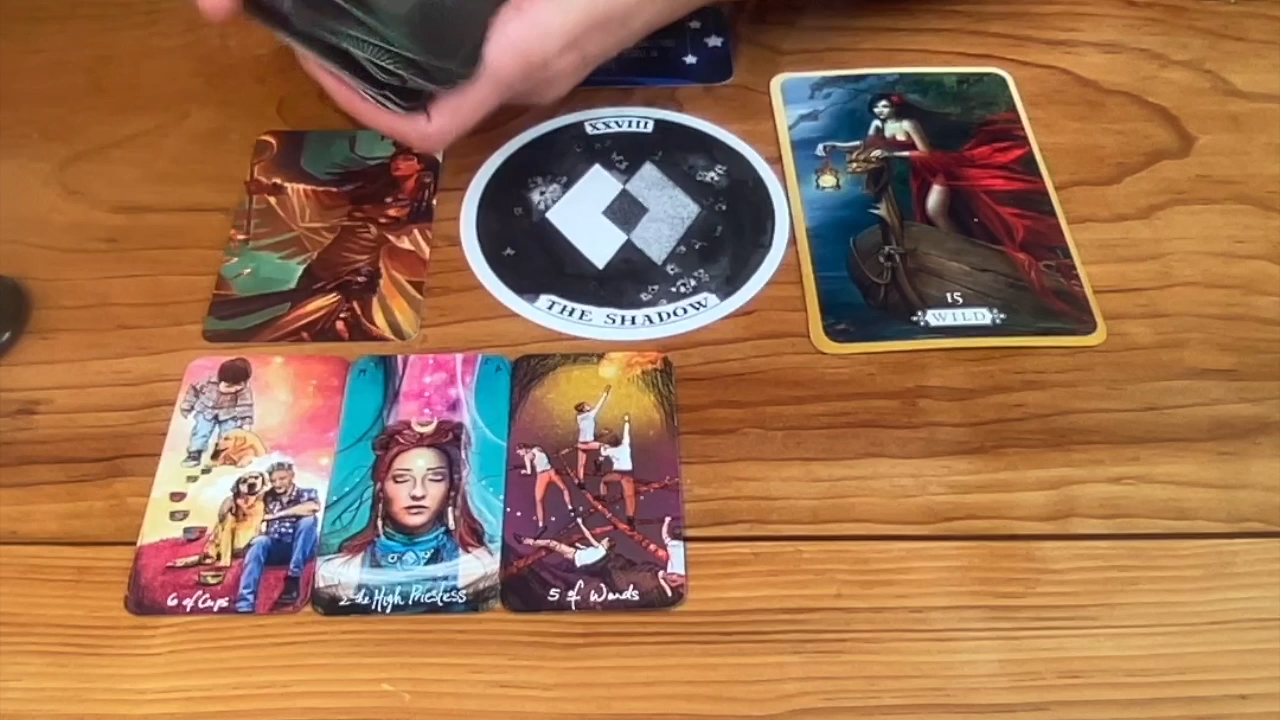 XXVIII
THE SHADOW
15
WILD
6 of Cups
2 the High Priestess
5 of Wands